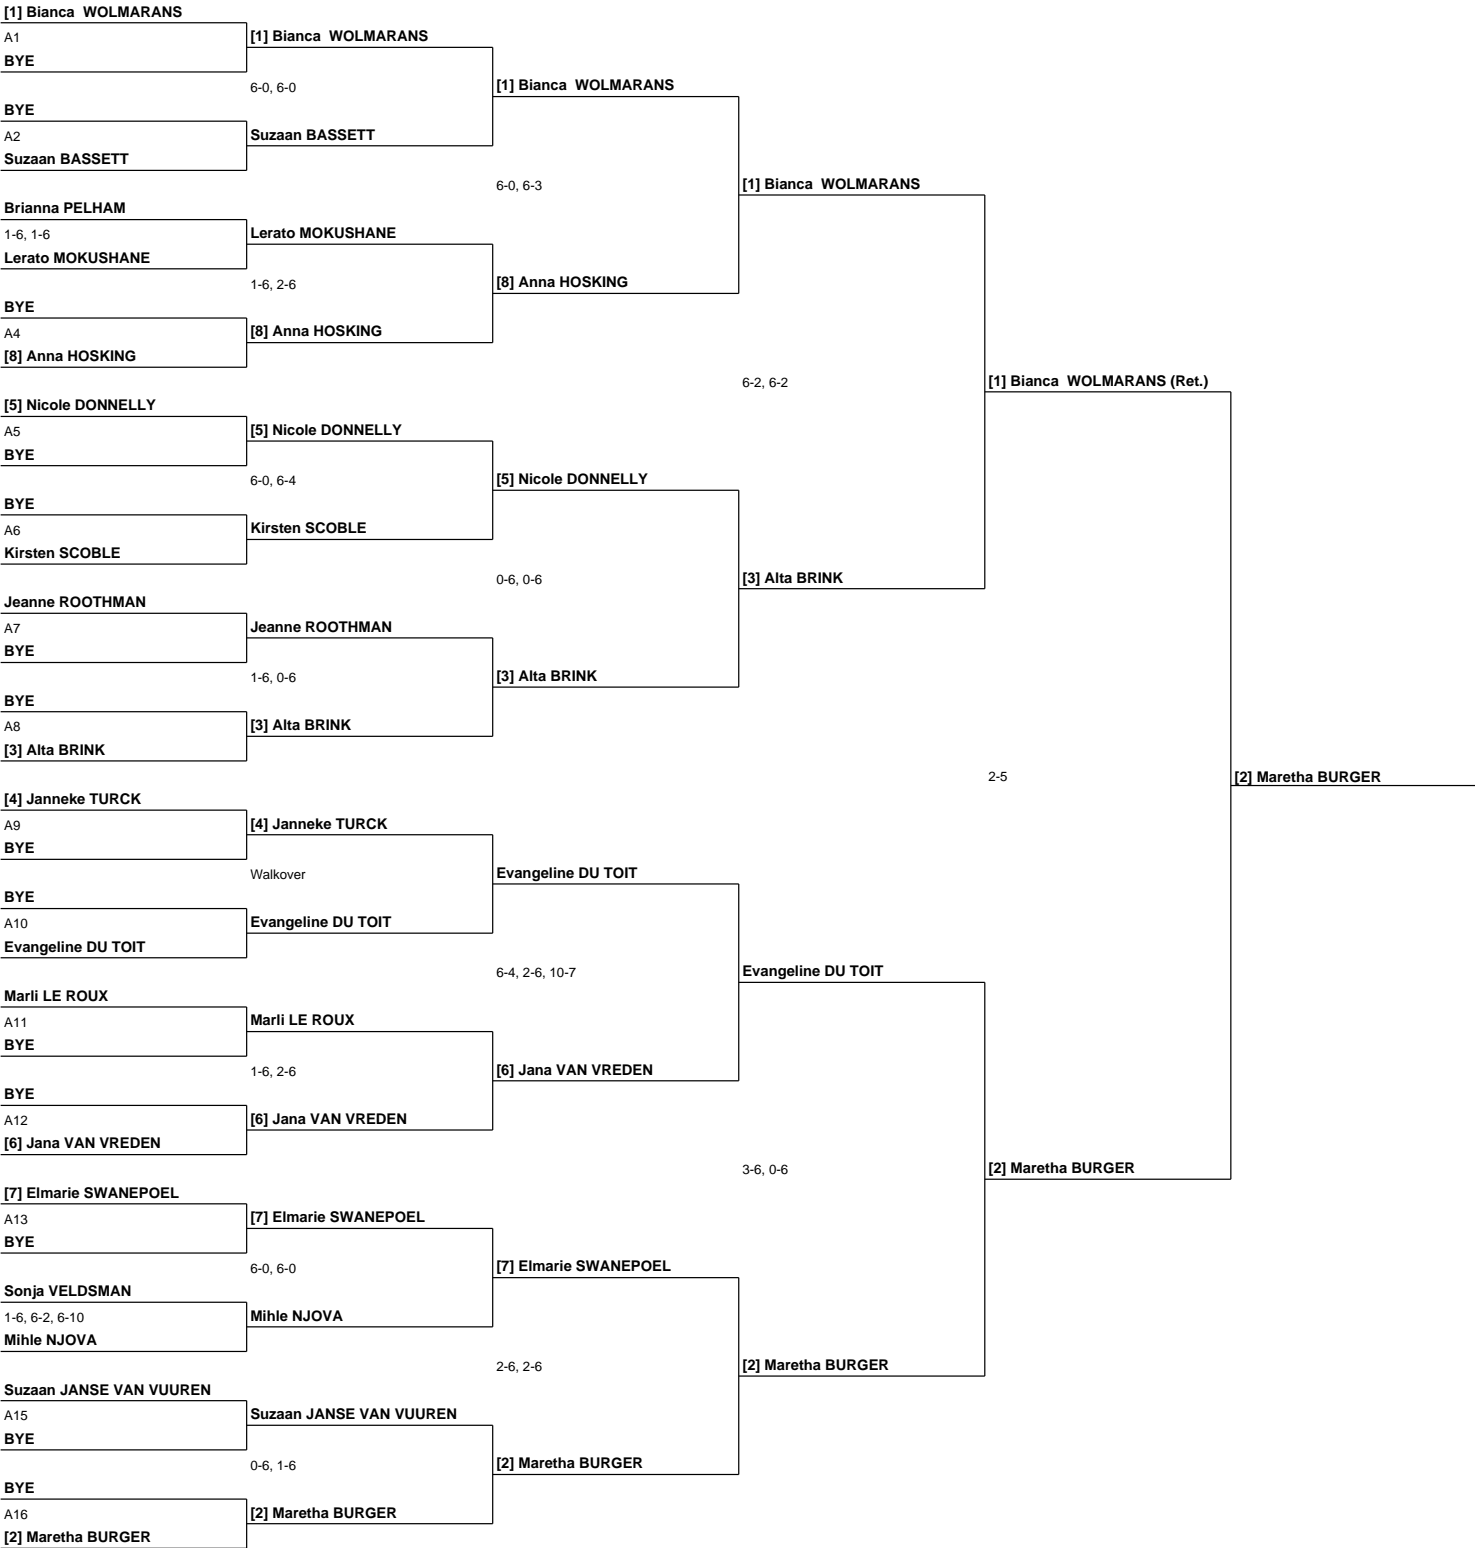 [1] Bianca  WOLMARANS
A1
BYE
BYE
A2
Suzaan BASSETT
Brianna PELHAM
1-6, 1-6
Lerato MOKUSHANE
BYE
A4
[8] Anna HOSKING
[5] Nicole DONNELLY
A5
BYE
BYE
A6
Kirsten SCOBLE
Jeanne ROOTHMAN
A7
BYE
BYE
A8
[3] Alta BRINK
[4] Janneke TURCK
A9
BYE
BYE
A10
Evangeline DU TOIT
Marli LE ROUX
A11
BYE
BYE
A12
[6] Jana VAN VREDEN
[7] Elmarie SWANEPOEL
A13
BYE
Sonja VELDSMAN
1-6, 6-2, 6-10
Mihle NJOVA
Suzaan JANSE VAN VUUREN
A15
BYE
BYE
A16
[2] Maretha BURGER
[1] Bianca  WOLMARANS
6-0, 6-0
Suzaan BASSETT
Lerato MOKUSHANE
1-6, 2-6
[8] Anna HOSKING
[5] Nicole DONNELLY
6-0, 6-4
Kirsten SCOBLE
Jeanne ROOTHMAN
1-6, 0-6
[3] Alta BRINK
[4] Janneke TURCK
Walkover
Evangeline DU TOIT
Marli LE ROUX
1-6, 2-6
[6] Jana VAN VREDEN
[7] Elmarie SWANEPOEL
6-0, 6-0
Mihle NJOVA
Suzaan JANSE VAN VUUREN
0-6, 1-6
[2] Maretha BURGER
[1] Bianca  WOLMARANS
6-0, 6-3
[8] Anna HOSKING
[5] Nicole DONNELLY
0-6, 0-6
[3] Alta BRINK
Evangeline DU TOIT
6-4, 2-6, 10-7
[6] Jana VAN VREDEN
[7] Elmarie SWANEPOEL
2-6, 2-6
[2] Maretha BURGER
[1] Bianca  WOLMARANS
6-2, 6-2
[3] Alta BRINK
Evangeline DU TOIT
3-6, 0-6
[2] Maretha BURGER
[1] Bianca  WOLMARANS (Ret.)
2-5
[2] Maretha BURGER
[2] Maretha BURGER